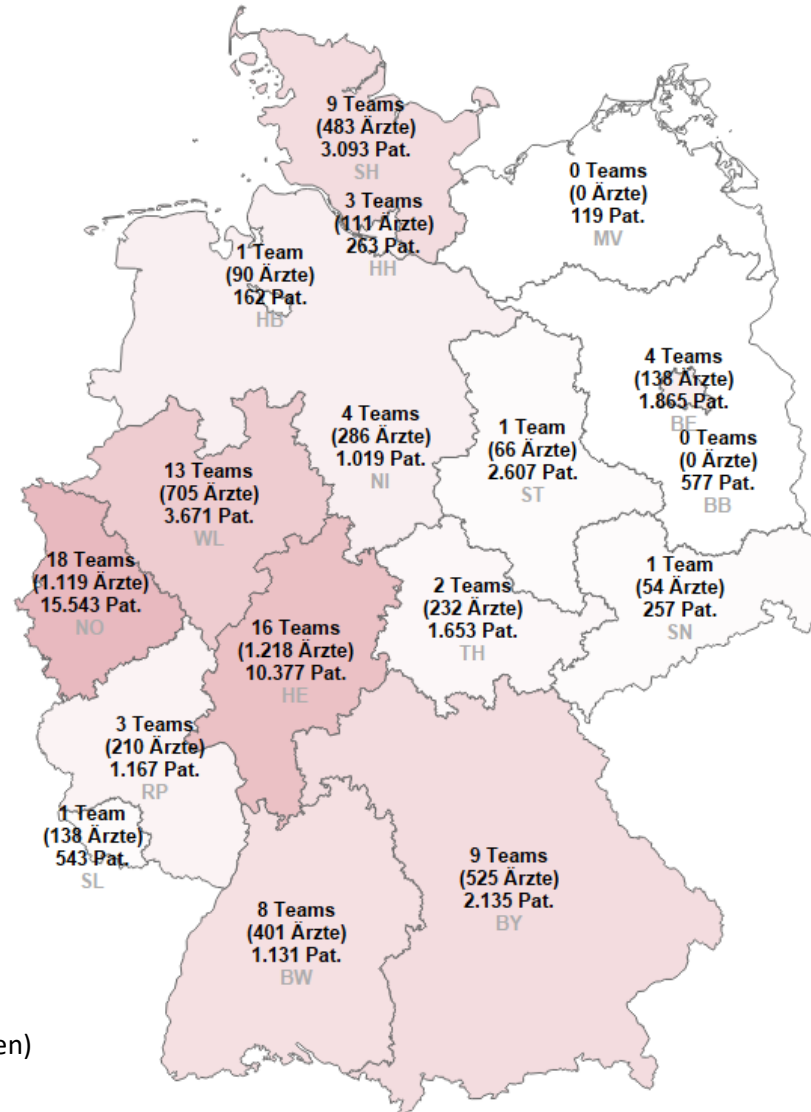 9 Teams
(483 Ärzte)
3.093 Pat.
SH
0 Teams
(0 Ärzte)
119 Pat.
MV
3 Teams
(111 Ärzte)
263 Pat.
HH
1 Team
(90 Ärzte)
162 Pat.
HB
4 Teams
(138 Ärzte)
1.865 Pat.
BE
0 Teams
(0 Ärzte)
577 Pat.
BB
4 Teams
(286 Ärzte)
1.019 Pat.
NI
1 Team
(66 Ärzte)
2.607 Pat.
ST
13 Teams
(705 Ärzte)
3.671 Pat.
WL
18 Teams
(1.119 Ärzte)
15.543 Pat.
NO
16 Teams
(1.218 Ärzte)
10.377 Pat.
HE
2 Teams
(232 Ärzte)
1.653 Pat.
TH
1 Team
(54 Ärzte)
257 Pat.
SN
3 Teams
(210 Ärzte)
1.167 Pat.
RP
1 Team
(138 Ärzte)
543 Pat.
SL
9 Teams
(525 Ärzte)
2.135 Pat.
BY
8 Teams
(401 Ärzte)
1.131 Pat.
BW
en)